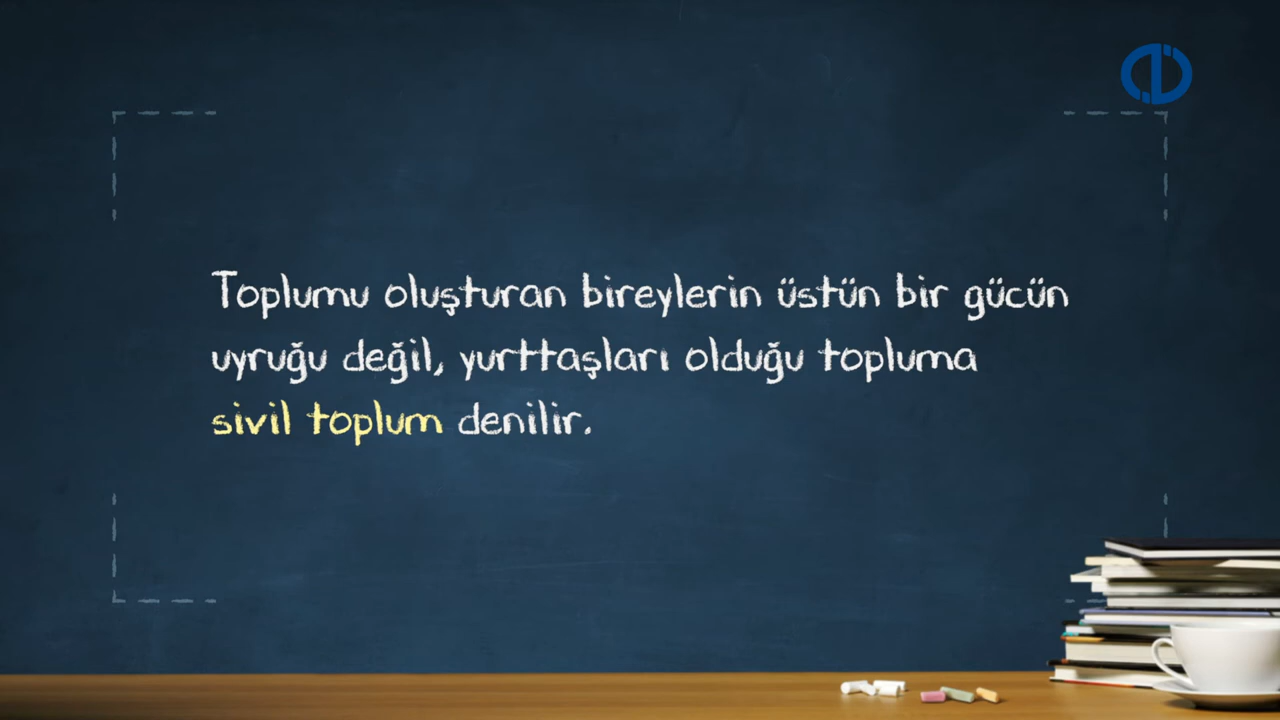 Toplumu oluşturan bireylerin üstün bir gücün
uyruğu değil, yurttaşları olduğu topluma
sivil toplum denilir.